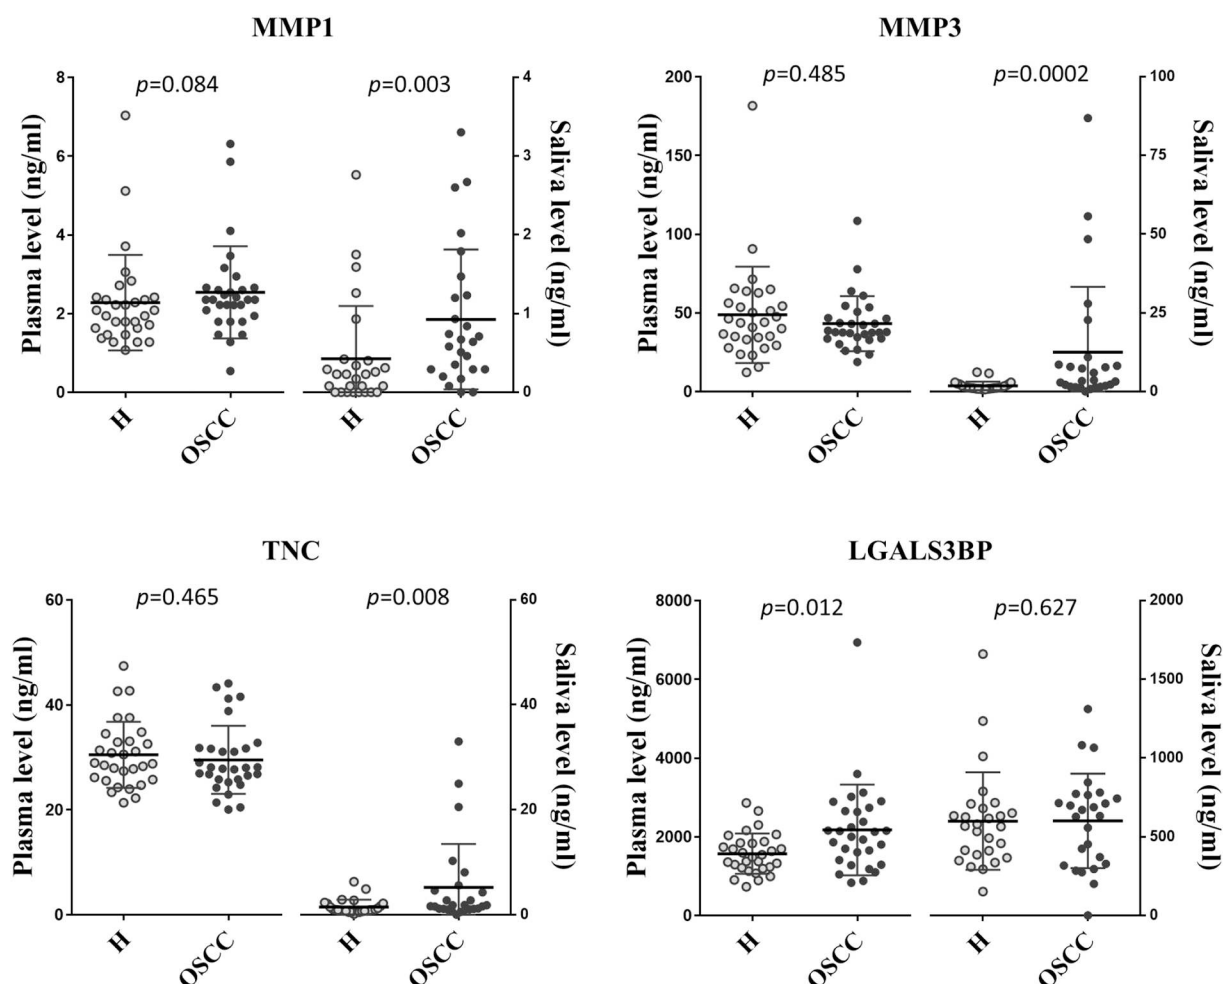 MMP1
p=0.084
p=0.003
Plasma level (ng/ml)
8
6
4
2
0
Saliva level (ng/ml)
4
3
2
1
0
H
OSCC
H
OSCC
MMP3
p=0.485
p=0.0002
Plasma level (ng/ml)
200
150
100
50
0
Saliva level (ng/ml)
100
75
50
25
0
H
OSCC
H
OSCC
TNC
p=0.465
p=0.008
Plasma level (ng/ml)
60
40
20
0
Saliva level (ng/ml)
60
40
20
0
H
OSCC
H
OSCC
LGALS3BP
p=0.012
p=0.627
Plasma level (ng/ml)
8000
6000
4000
2000
0
Saliva level (ng/ml)
2000
1500
1000
500
0
H
OSCC
H
OSCC